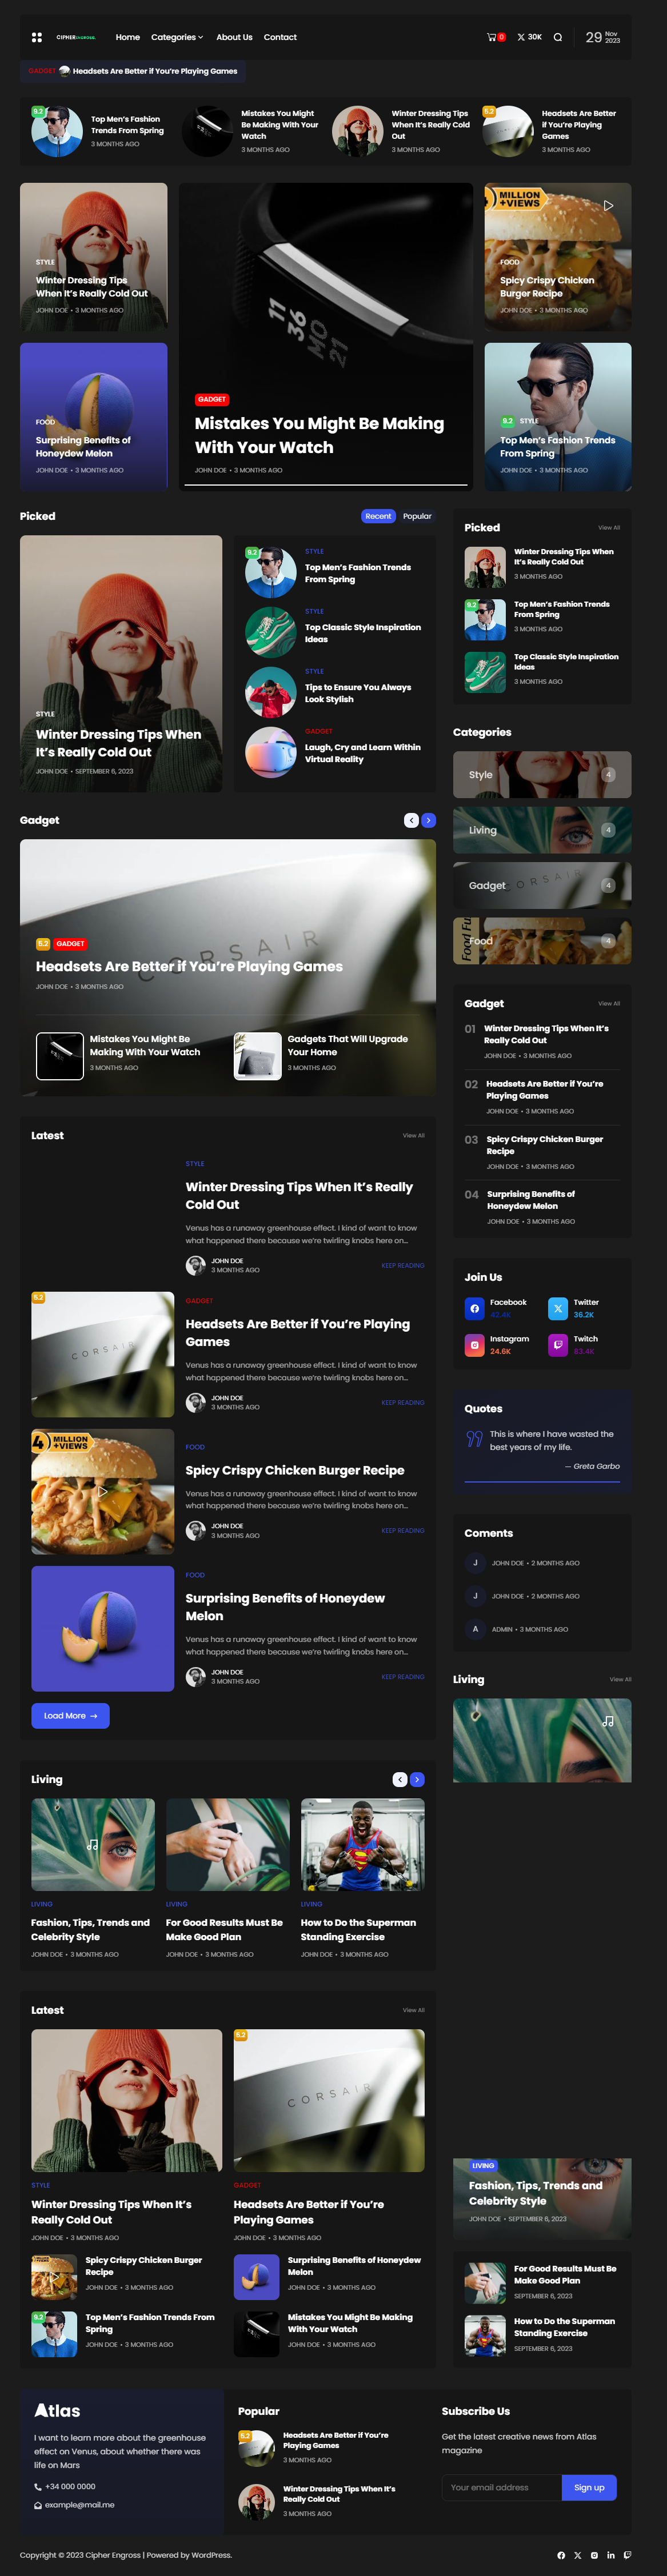 CIPHERENGROSS.
Home Categories About Us Contact
0 30K 29 Nov
2023
GADGET Headsets Are Better if You're Playing Games
9.2
Top Men's Fashion
Trends From Spring
3 MONTHS AGO
Mistakes You Might
Be Making With Your
Watch
3 MONTHS AGO
Winter Dressing Tips
When It's Really Cold
Out
3 MONTHS AGO
5.2
Headsets Are Better
if You're Playing
Games
3 MONTHS AGO
STYLE
Winter Dressing Tips
When It's Really Cold Out
JOHN DOE • 3 MONTHS AGO
FOOD
Surprising Benefits of
Honeydew Melon
JOHN DOE • 3 MONTHS AGO
11
36
MO
21
GADGET
Mistakes You Might Be Making
With Your Watch
JOHN DOE • 3 MONTHS AGO
4 MILLION
+VIEWS
FOOD
Spicy Crispy Chicken
Burger Recipe
JOHN DOE • 3 MONTHS AGO
9.2 STYLE
Top Men's Fashion Trends
From Spring
JOHN DOE • 3 MONTHS AGO
Picked Recent Popular
STYLE
Winter Dressing Tips When
It's Really Cold Out
JOHN DOE • SEPTEMBER 6, 2023
9.2
STYLE
Top Men's Fashion Trends
From Spring
STYLE
Top Classic Style Inspiration
Ideas
STYLE
Tips to Ensure You Always
Look Stylish
GADGET
Laugh, Cry and Learn Within
Virtual Reality
Gadget
CORSAIR
5.2 GADGET
Headsets Are Better if You're Playing Games
JOHN DOE • 3 MONTHS AGO
Mistakes You Might Be
Making With Your Watch
3 MONTHS AGO
Gadgets That Will Upgrade
Your Home
3 MONTHS AGO
Latest View All
STYLE
Winter Dressing Tips When It's Really
Cold Out
Venus has a runaway greenhouse effect. I kind of want to know
what happened there because we're twirling knobs here on...
JOHN DOE
3 MONTHS AGO
KEEP READING
5.2
CORSAIR
GADGET
Headsets Are Better if You're Playing
Games
Venus has a runaway greenhouse effect. I kind of want to know
what happened there because we're twirling knobs here on...
JOHN DOE
3 MONTHS AGO
KEEP READING
4 MILLION
+VIEWS
FOOD
Spicy Crispy Chicken Burger Recipe
Venus has a runaway greenhouse effect. I kind of want to know
what happened there because we're twirling knobs here on...
JOHN DOE
3 MONTHS AGO
KEEP READING
FOOD
Surprising Benefits of Honeydew
Melon
Venus has a runaway greenhouse effect. I kind of want to know
what happened there because we're twirling knobs here on...
JOHN DOE
3 MONTHS AGO
KEEP READING
Load More →
Living
LIVING
Fashion, Tips, Trends and
Celebrity Style
JOHN DOE • 3 MONTHS AGO
LIVING
For Good Results Must Be
Make Good Plan
JOHN DOE • 3 MONTHS AGO
LIVING
How to Do the Superman
Standing Exercise
JOHN DOE • 3 MONTHS AGO
Latest View All
STYLE
Winter Dressing Tips When It's
Really Cold Out
JOHN DOE • 3 MONTHS AGO
5.2
CORSAIR
GADGET
Headsets Are Better if You're
Playing Games
JOHN DOE • 3 MONTHS AGO
Spicy Crispy Chicken Burger
Recipe
JOHN DOE • 3 MONTHS AGO
Surprising Benefits of Honeydew
Melon
JOHN DOE • 3 MONTHS AGO
9.2
Top Men's Fashion Trends From
Spring
JOHN DOE • 3 MONTHS AGO
Mistakes You Might Be Making
With Your Watch
JOHN DOE • 3 MONTHS AGO
Picked View All
Winter Dressing Tips When
It's Really Cold Out
3 MONTHS AGO
9.2
Top Men's Fashion Trends
From Spring
3 MONTHS AGO
Top Classic Style Inspiration
Ideas
3 MONTHS AGO
Categories
Style 4
Living 4
Gadget 4
CORSAIR
Food 4
Food Fu
Gadget View All
01 Winter Dressing Tips When It's
Really Cold Out
JOHN DOE • 3 MONTHS AGO
02 Headsets Are Better if You're
Playing Games
JOHN DOE • 3 MONTHS AGO
03 Spicy Crispy Chicken Burger
Recipe
JOHN DOE • 3 MONTHS AGO
04 Surprising Benefits of
Honeydew Melon
JOHN DOE • 3 MONTHS AGO
Join Us
Facebook
Twitter
36.2K
Instagram
24.6K
Twitch
83.4K
Quotes
This is where I have wasted the
best years of my life.
— Greta Garbo
Coments
J JOHN DOE • 2 MONTHS AGO
J JOHN DOE • 2 MONTHS AGO
A ADMIN • 3 MONTHS AGO
Living View All
LIVING
Fashion, Tips, Trends and
Celebrity Style
JOHN DOE • SEPTEMBER 6, 2023
For Good Results Must Be
Make Good Plan
SEPTEMBER 6, 2023
How to Do the Superman
Standing Exercise
SEPTEMBER 6, 2023
Atlas
I want to learn more about the greenhouse
effect on Venus, about whether there was
life on Mars
+34 000 0000
example@mail.me
Popular
5.2
Headsets Are Better if You're
Playing Games
3 MONTHS AGO
Winter Dressing Tips When It's
Really Cold Out
3 MONTHS AGO
Subscribe Us
Get the latest creative news from Atlas
magazine
Your email address Sign up
Copyright © 2023 Cipher Engross | Powered by WordPress.